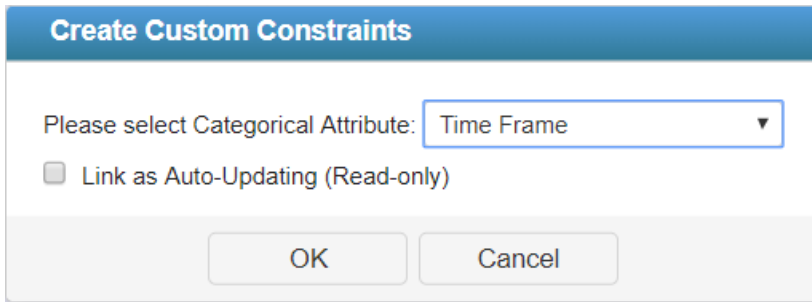 Create Custom Constraints
Please select Categorical Attribute: Time Frame
Link as Auto-Updating (Read-only)
OK Cancel